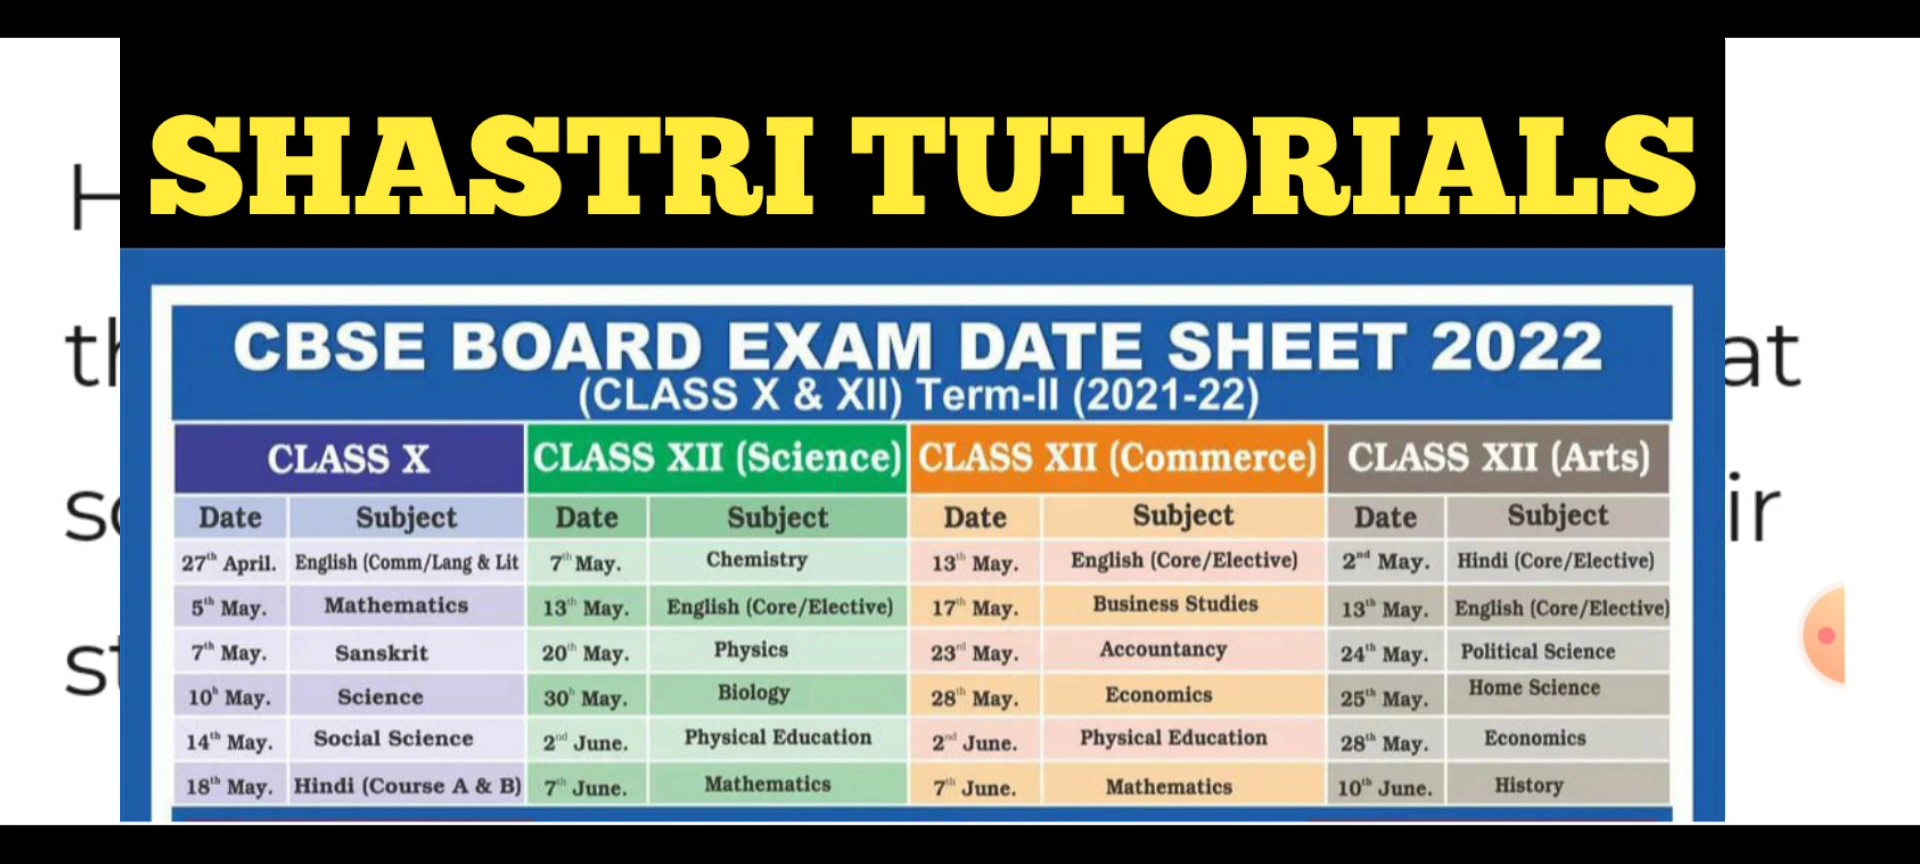 SHASTRI TUTORIALS
CBSE BOARD EXAM DATE SHEET 2022
(CLASS X & XII) Term-II (2021-22)
CLASS X CLASS XII (Science) CLASS XII (Commerce) CLASS XII (Arts)
Date Subject Date Subject Date Subject Date Subject
27th April. English (Comm/Lang & Lit 7th May. Chemistry 13th May. English (Core/Elective) 2nd May. Hindi (Core/Elective)
5th May. Mathematics 13th May. English (Core/Elective) 17th May. Business Studies 13th May. English (Core/Elective)
7th May. Sanskrit 20th May. Physics 23rd May. Accountancy 24th May. Political Science
10h May. Science 30h May. Biology 28th May. Economics 25th May. Home Science
14th May. Social Science 2nd June. Physical Education 2nd June. Physical Education 28th May. Economics
18th May. Hindi (Course A & B) 7th June. Mathematics 7th June. Mathematics 10th June. History